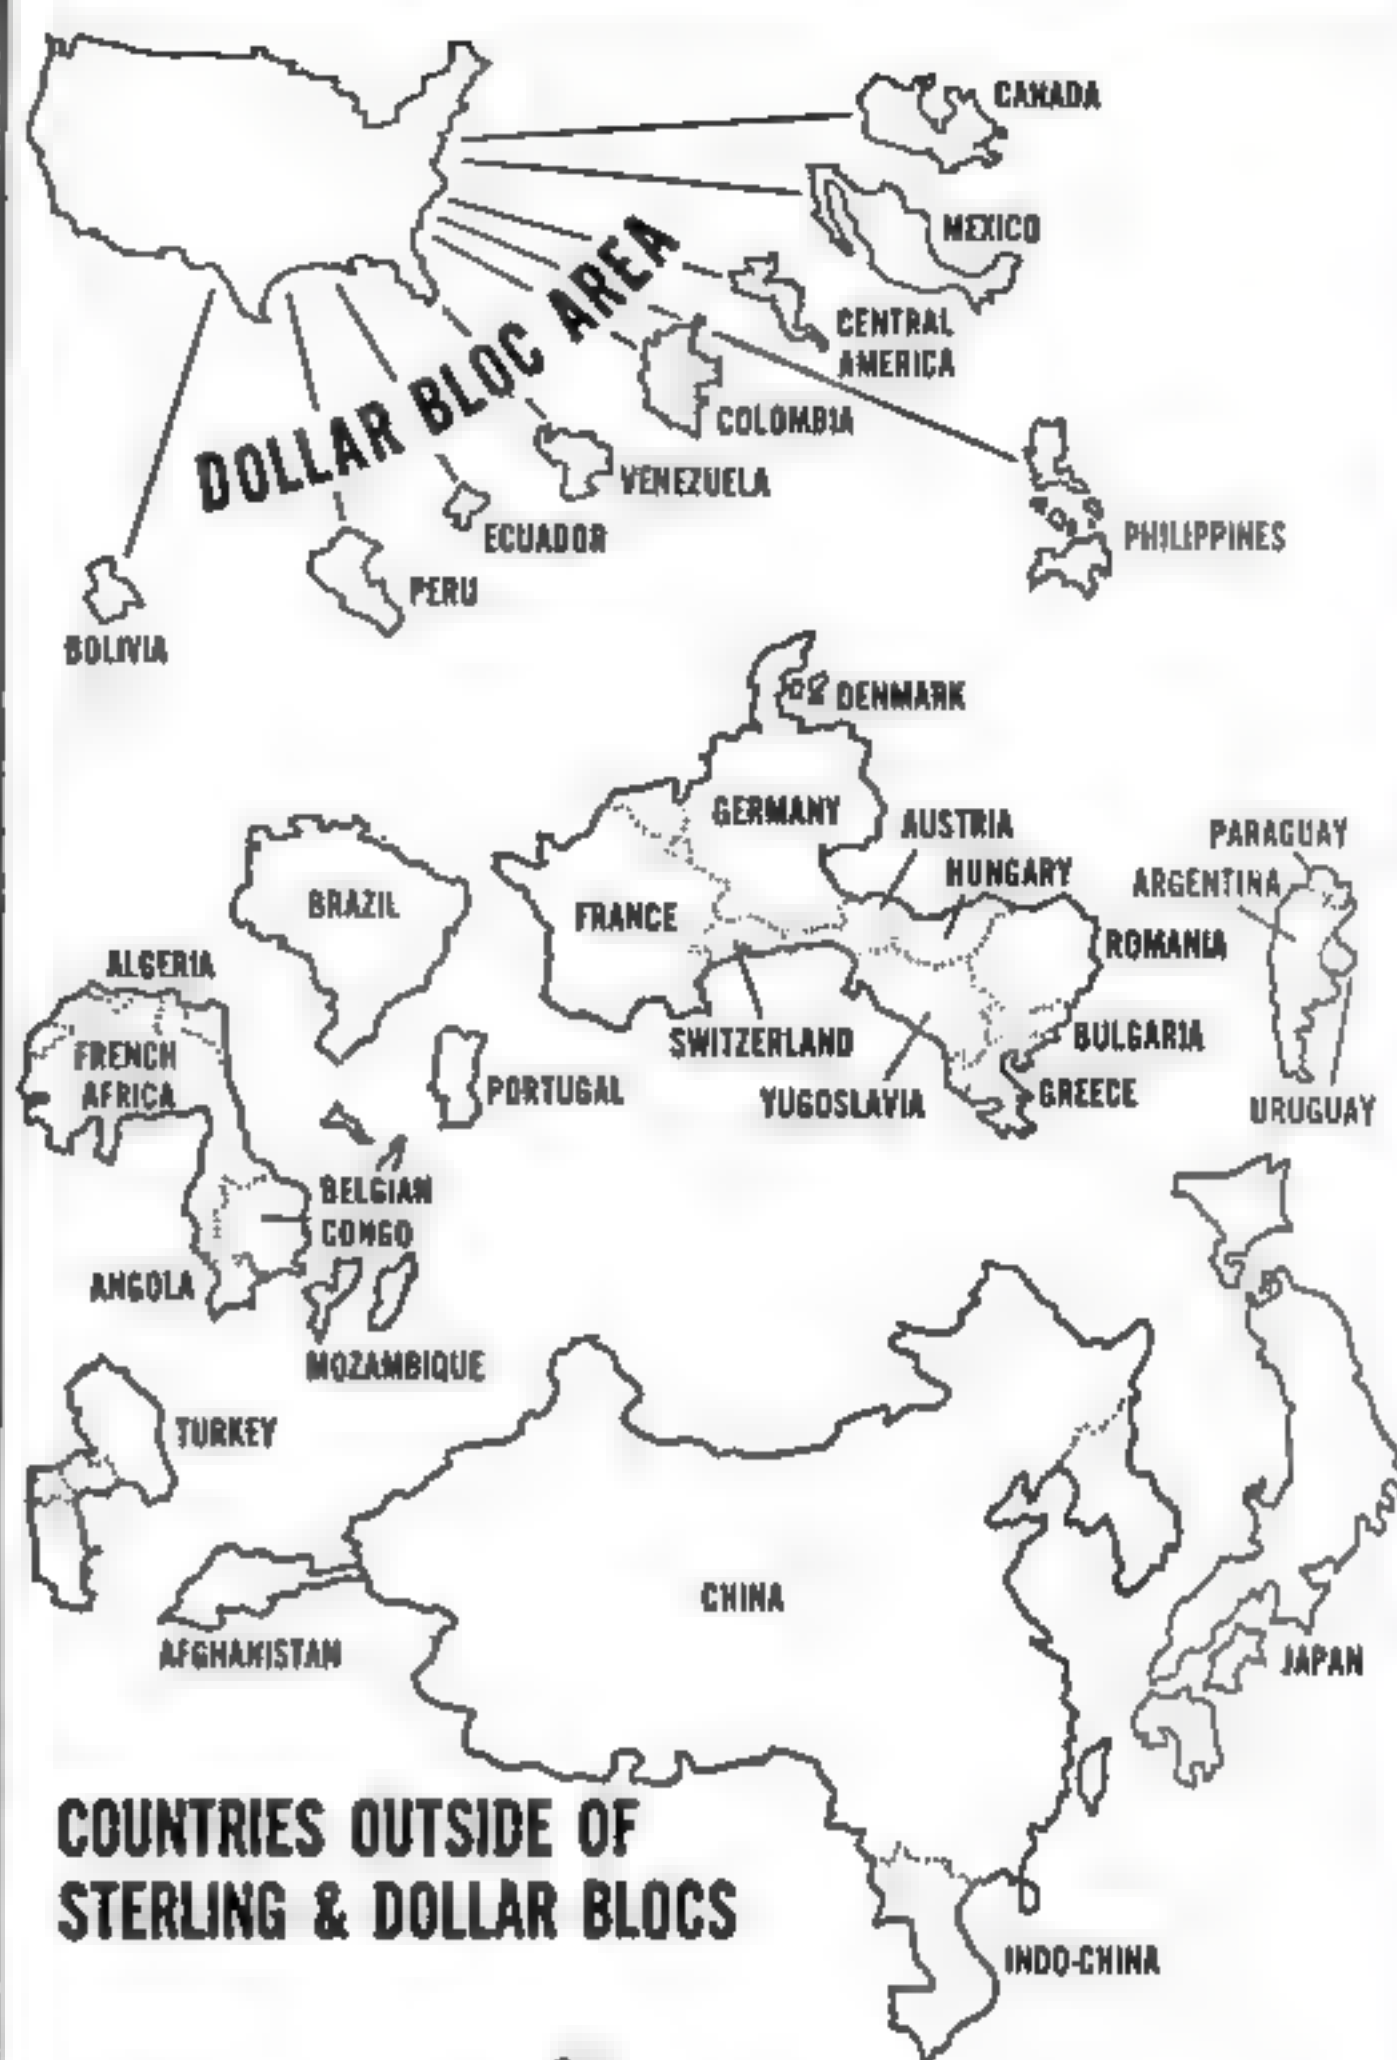 CANADA
MEXICO
DOLLAR BLOC AREA
CENTRAL
AMERICA
COLOMBIA
VENEZUELA
ECUADOR
PHILIPPINES
PERU
BOLIVIA
DENMARK
GERMANY
AUSTRIA
PARAGUAY
HUNGARY
ARGENTINA
BRAZIL
FRANCE
ROMANIA
ALGERIA
SWITZERLAND
BULGARIA
FRENCH
AFRICA
PORTUGAL
YUGOSLAVIA
GREECE
URUGUAY
BELGIAN
CONGO
ANGOLA
MOZAMBIQUE
TURKEY
CHINA
AFGHANISTAN
JAPAN
COUNTRIES OUTSIDE OF
STERLING & DOLLAR BLOCS
INDO-CHINA